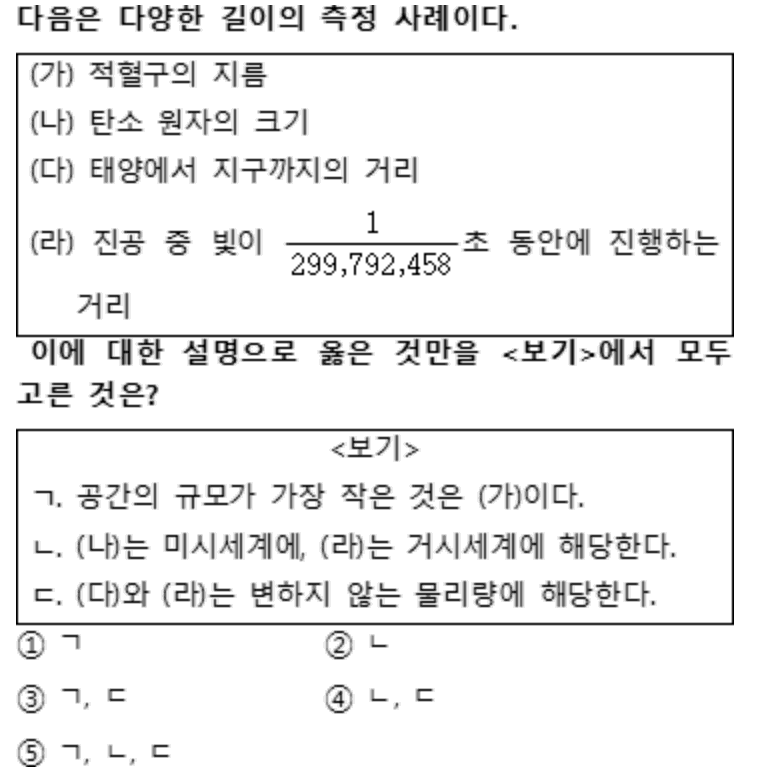 다음은 다양한 길이의 측정 사례이다.
(가) 적혈구의 지름
(나) 탄소 원자의 크기
(다) 태양에서 지구까지의 거리
(라) 진공 중 빛이 1/299,792,458초 동안에 진행하는
거리
이에 대한 설명으로 옳은 것만을 <보기>에서 모두
고른 것은?
<보기>
ㄱ. 공간의 규모가 가장 작은 것은 (가)이다.
ㄴ. (나)는 미시세계에, (라)는 거시세계에 해당한다.
ㄷ. (다)와 (라)는 변하지 않는 물리량에 해당한다.
① ㄱ ② ㄴ
③ ㄱ, ㄷ ④ ㄴ, ㄷ
⑤ ㄱ, ㄴ, ㄷ